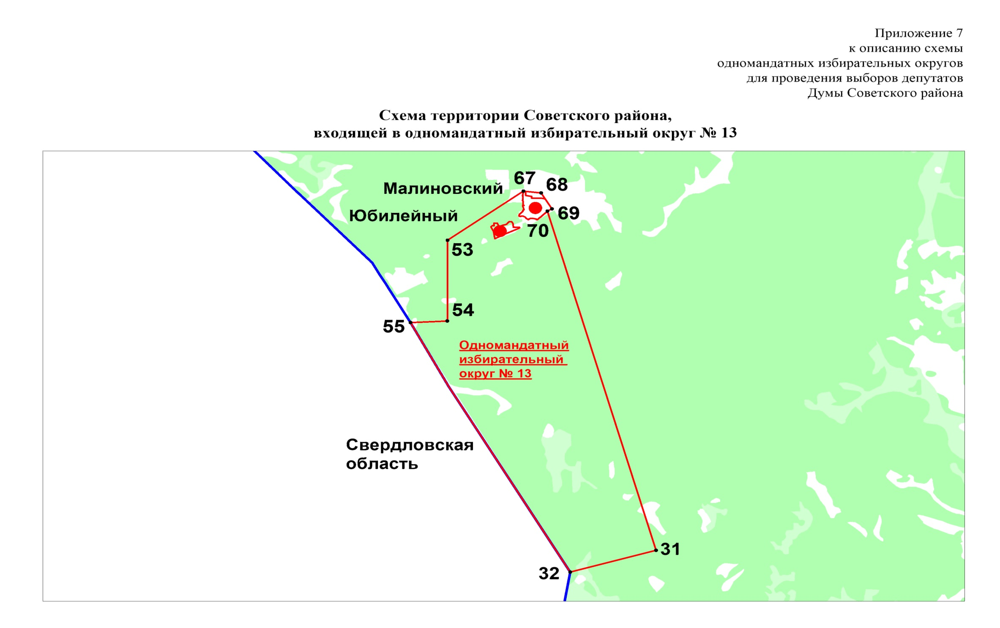 Приложение 7
к описанию схемы
одномандатных избирательных округов
для проведения выборов депутатов
Думы Советского района
Схема территории Советского района,
входящей в одномандатный избирательный округ № 13
67
68
Малиновский
69
Юбилейный
70
53
54
55
Одномандатный
избирательный
округ № 13
Свердловская
область
31
32